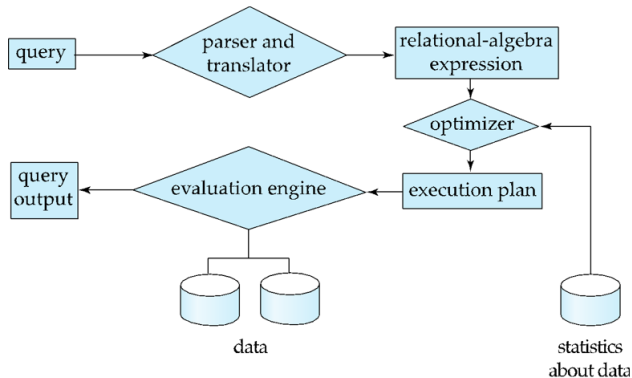 query
parser and
translator
relational-algebra
expression
optimizer
query
output
evaluation engine
execution plan
data
statistics
about data